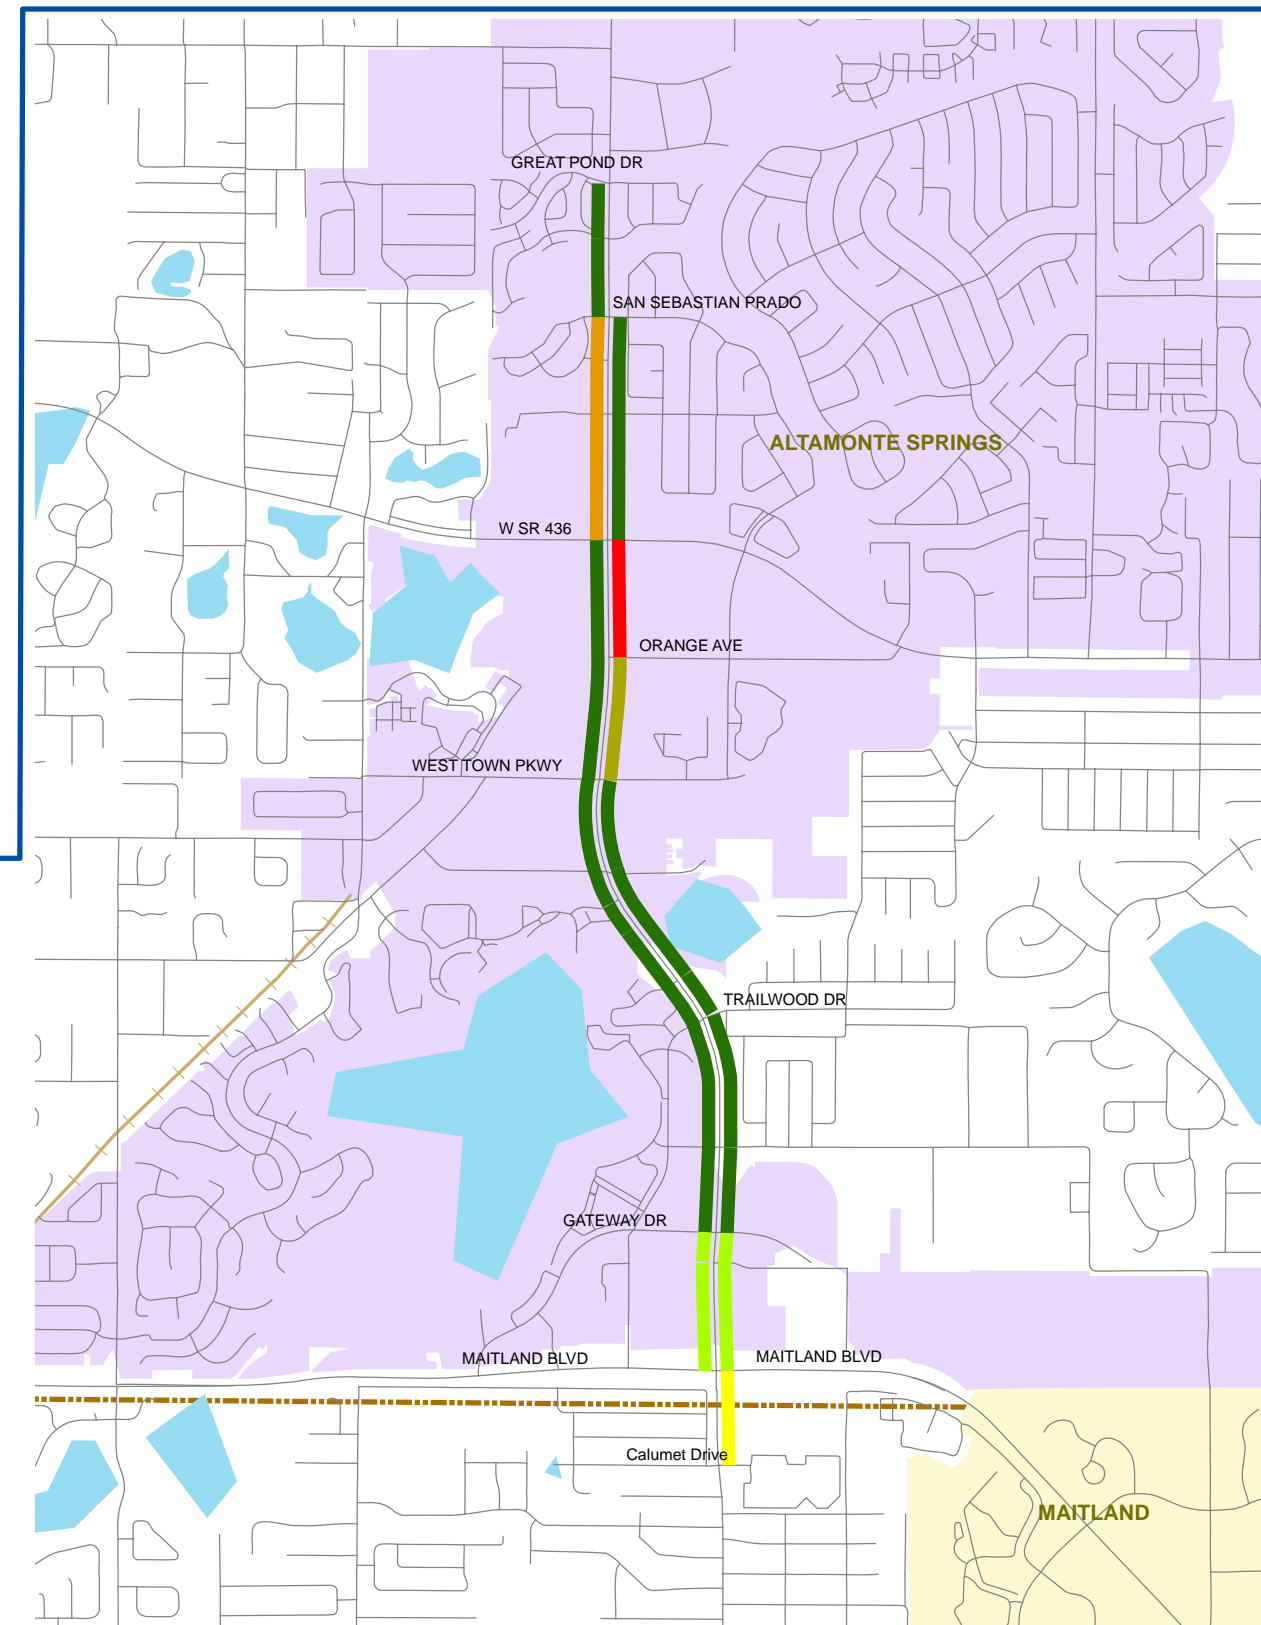 GREAT POND DR
SAN SEBASTIAN PRADO
ALTAMONTE SPRINGS
W SR 436
ORANGE AVE
WEST TOWN PKWY
TRAILWOOD DR
GATEWAY DR
MAITLAND BLVD
MAITLAND BLVD
Calumet Drive
MAITLAND